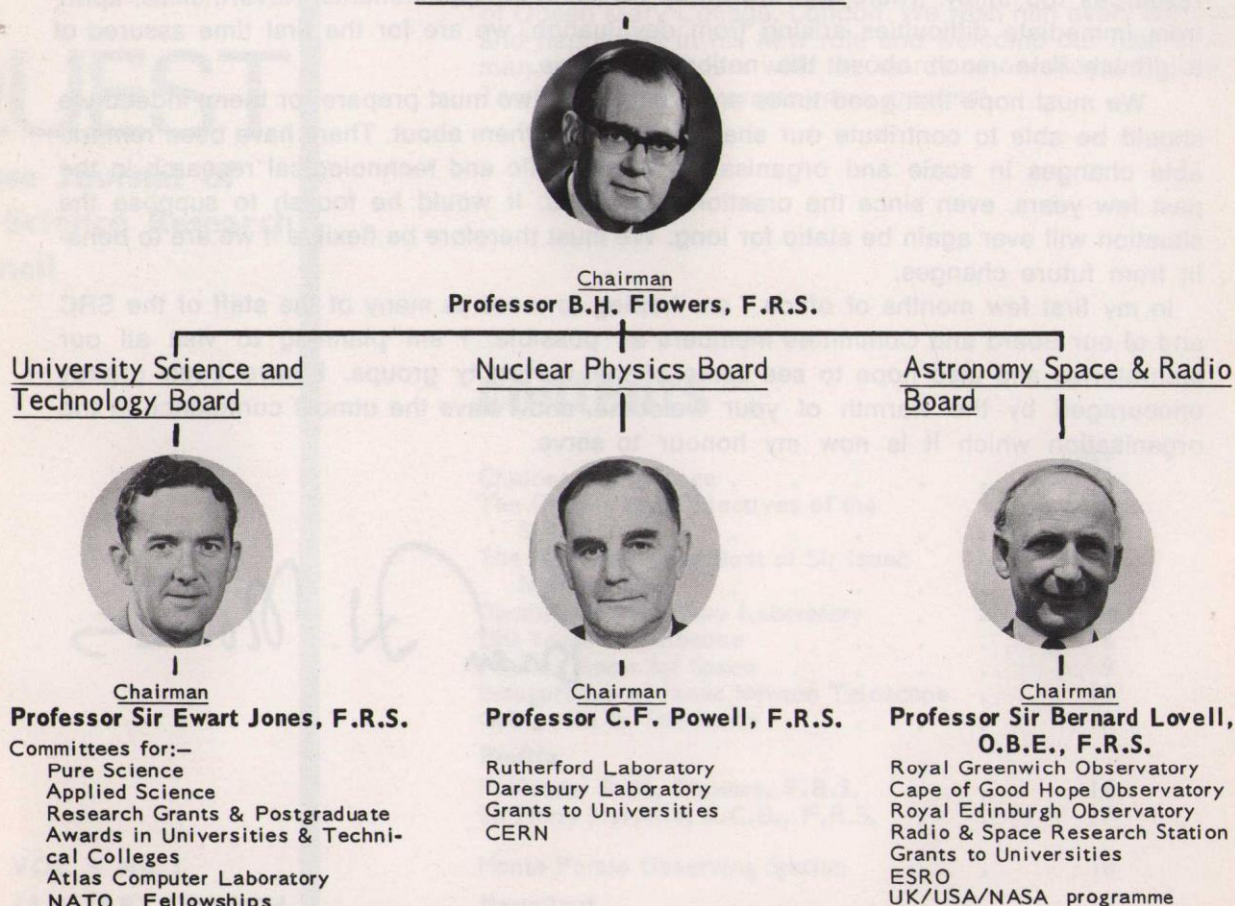 Chairman
Professor B.H. Flowers, F.R.S.
University Science and
Technology Board
Nuclear Physics Board
Astronomy Space & Radio
Board
Chairman
Professor Sir Ewart Jones, F.R.S.
Committees for:—
Pure Science
Applied Science
Research Grants & Postgraduate
Awards in Universities & Techni-
cal Colleges
Atlas Computer Laboratory
NATO Fellowships
Chairman
Professor C.F. Powell, F.R.S.
Rutherford Laboratory
Daresbury Laboratory
Grants to Universities
CERN
Chairman
Professor Sir Bernard Lovell,
O.B.E., F.R.S.
Royal Greenwich Observatory
Cape of Good Hope Observatory
Royal Edinburgh Observatory
Radio & Space Research Station
Grants to Universities
ESRO
UK/USA/NASA programme